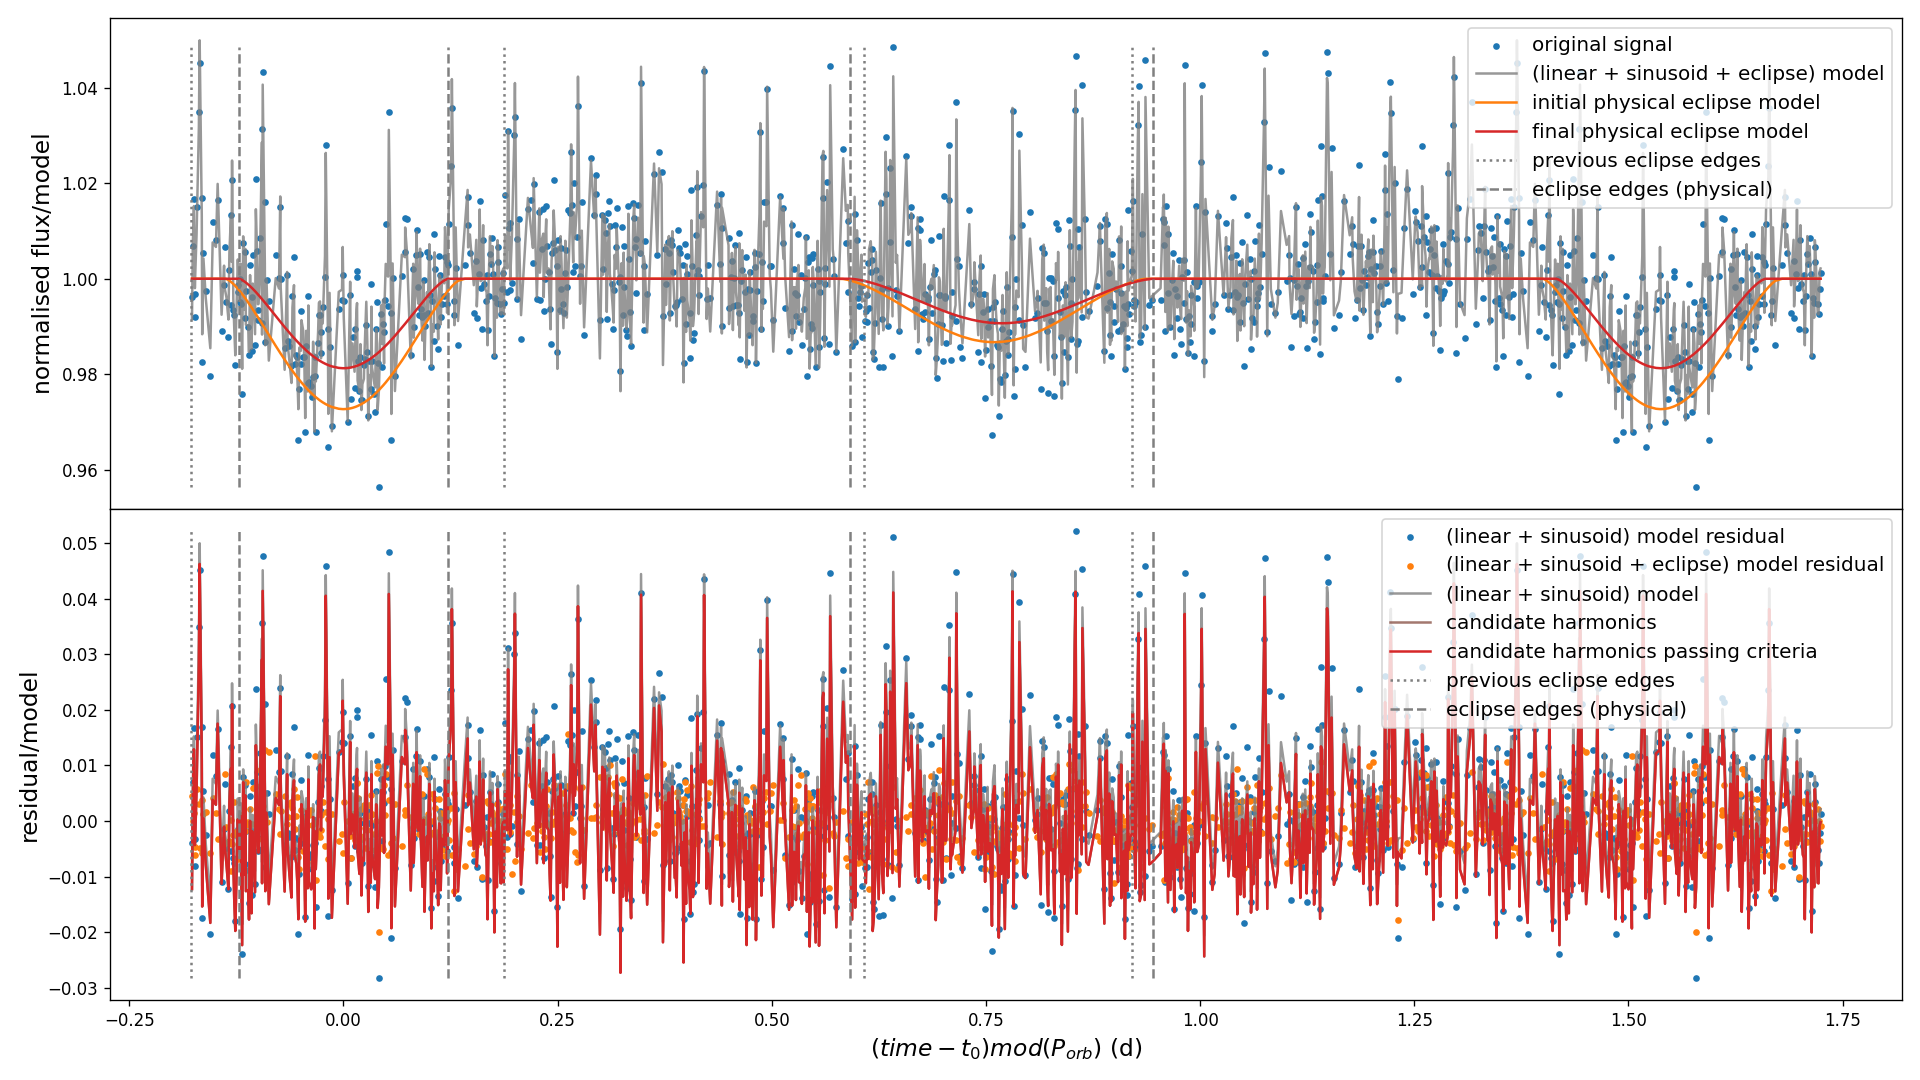 normalised flux/model
1.04
1.02
1.00
0.98
0.96
original signal
(linear + sinusoid + eclipse) model
initial physical eclipse model
final physical eclipse model
previous eclipse edges
eclipse edges (physical)
residual/model
0.05
0.04
0.03
0.02
0.01
0.00
−0.01
−0.02
−0.03
(linear + sinusoid) model residual
(linear + sinusoid + eclipse) model residual
(linear + sinusoid) model
candidate harmonics
candidate harmonics passing criteria
previous eclipse edges
eclipse edges (physical)
−0.25 0.00 0.25 0.50 0.75 1.00 1.25 1.50 1.75
(time − t₀)mod(P_orb) (d)